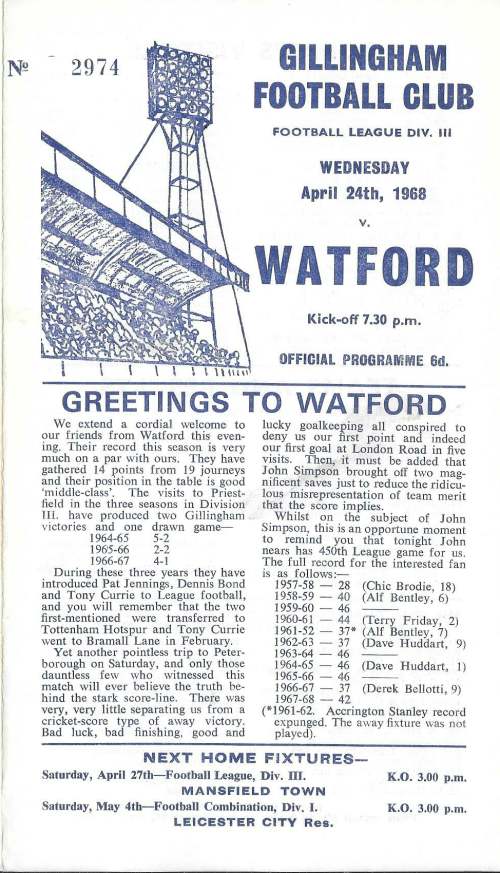 Nº 2974
GILLINGHAM
FOOTBALL CLUB
FOOTBALL LEAGUE DIV. III
WEDNESDAY
April 24th, 1968
v.
WATFORD
Kick-off 7.30 p.m.
OFFICIAL PROGRAMME 6d.
GREETINGS TO WATFORD
We extend a cordial welcome to
our friends from Watford this even-
ing. Their record this season is very
much on a par with ours. They have
gathered 14 points from 19 journeys
and their position in the table is good
'middle-class'. The visits to Priest-
field in the three seasons in Division
III. have produced two Gillingham
victories and one drawn game—
1964-65 5-2
1965-66 2-2
1966-67 4-1
During these three years they have
introduced Pat Jennings, Dennis Bond
and Tony Currie to League football,
and you will remember that the two
first-mentioned were transferred to
Tottenham Hotspur and Tony Currie
went to Bramall Lane in February.
Yet another pointless trip to Peter-
borough on Saturday, and only those
dauntless few who witnessed this
match will ever believe the truth be-
hind the stark score-line. There was
very, very little separating us from a
cricket-score type of away victory.
Bad luck, bad finishing, good and
lucky goalkeeping all conspired to
deny us our first point and indeed
our first goal at London Road in five
visits. Then, it must be added that
John Simpson brought off two mag-
nificent saves just to reduce the ridicu-
lous misrepresentation of team merit
that the score implies.
Whilst on the subject of John
Simpson, this is an opportune moment
to remind you that tonight John
nears has 450th League game for us.
The full record for the interested fan
is as follows:—
1957-58 — 28 (Chic Brodie, 18)
1958-59 — 40 (Alf Bentley, 6)
1959-60 — 46 ———
1960-61 — 44 (Terry Friday, 2)
1961-52 — 37* (Alf Bentley, 7)
1962-63 — 37 (Dave Huddart, 9)
1963-64 — 46 ———
1964-65 — 46 (Dave Huddart, 1)
1965-66 — 46 ———
1966-67 — 37 (Derek Bellotti, 9)
1967-68 — 42
(*1961-62. Accrington Stanley record
expunged. The away fixture was not
played).
NEXT HOME FIXTURES—
Saturday, April 27th—Football League, Div. III. K.O. 3.00 p.m.
MANSFIELD TOWN
Saturday, May 4th—Football Combination, Div. I. K.O. 3.00 p.m.
LEICESTER CITY Res.